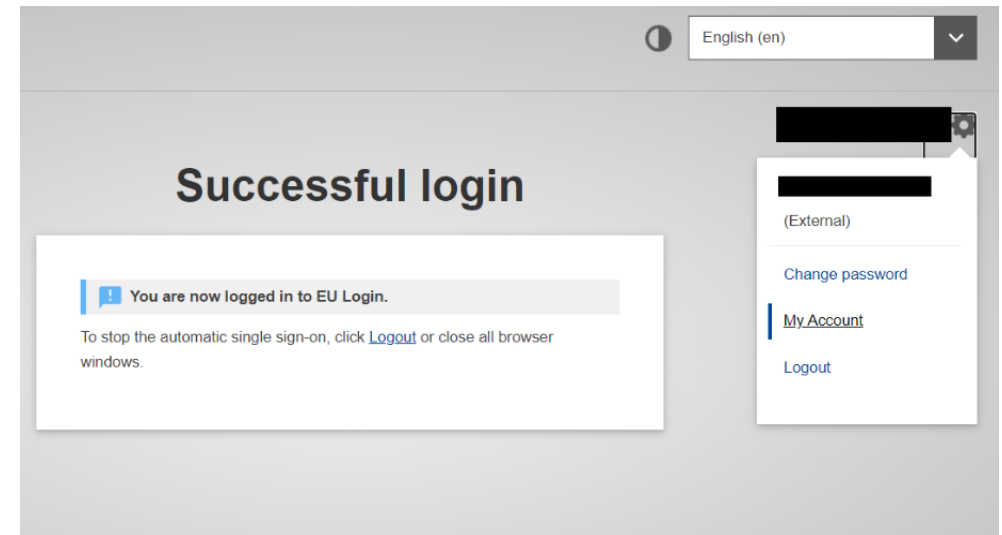 English (en)
Successful login
You are now logged in to EU Login.
To stop the automatic single sign-on, click Logout or close all browser
windows.
(External)
Change password
My Account
Logout